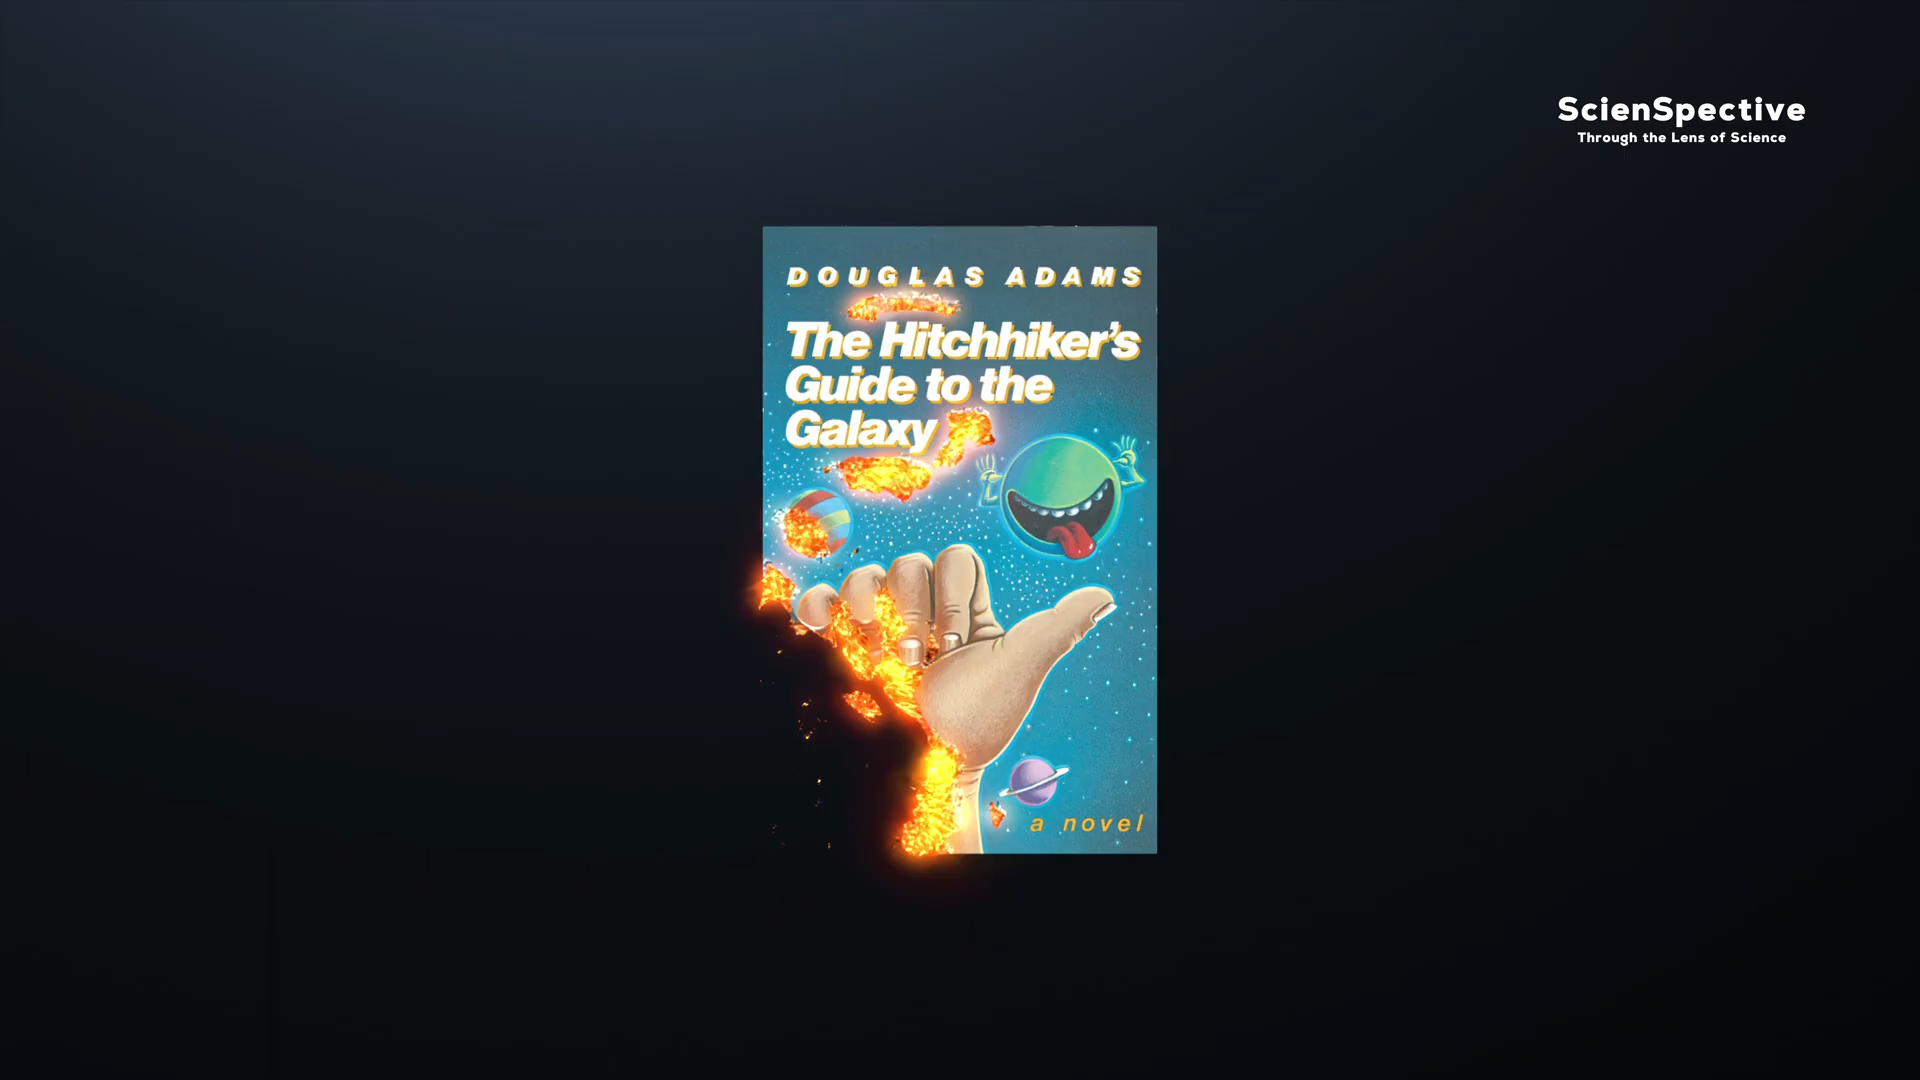 ScienSpective
Through the Lens of Science
DOUGLAS ADAMS
The Hitchhiker's
Guide to the
Galaxy
a novel